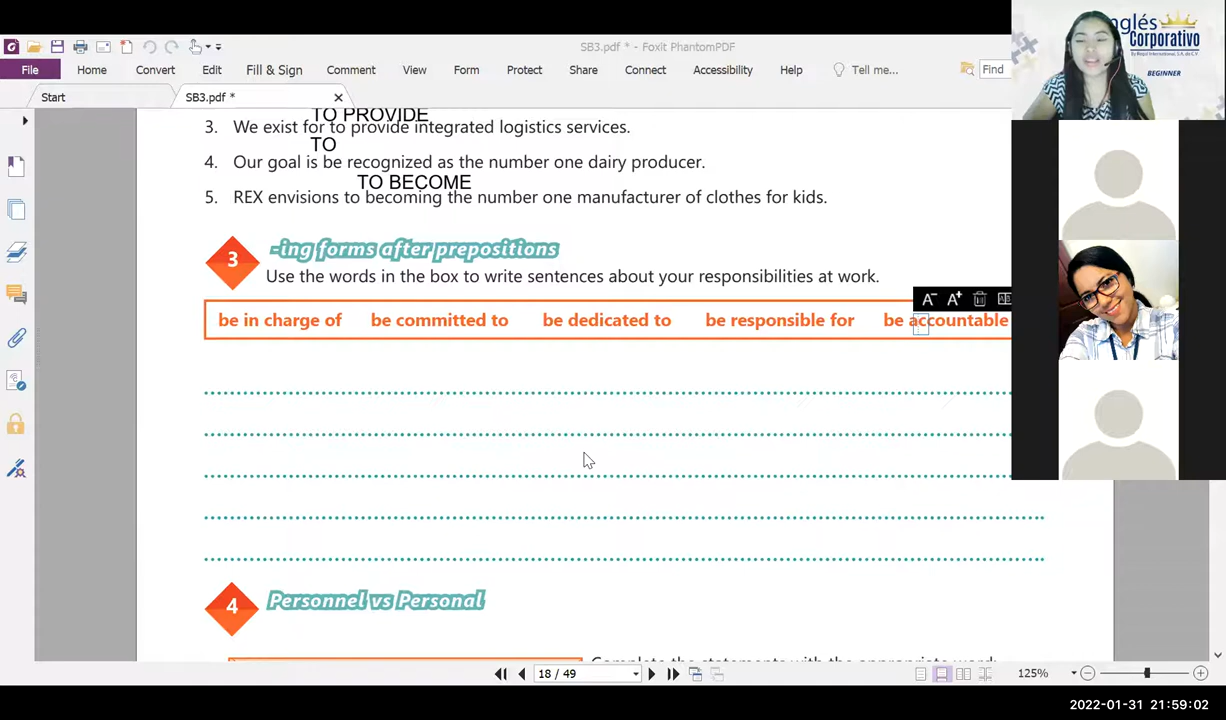 SB3.pdf * - Foxit PhantomPDF
File Home Convert Edit Fill & Sign Comment View Form Protect Share Connect Accessibility Help Tell me... Find
Start SB3.pdf *
TO PROVIDE
3. We exist for to provide integrated logistics services.
TO
4. Our goal is be recognized as the number one dairy producer.
TO BECOME
5. REX envisions to becoming the number one manufacturer of clothes for kids.
3 -ing forms after prepositions
Use the words in the box to write sentences about your responsibilities at work.
A- A+
be in charge of be committed to be dedicated to be responsible for be accountable
4 Personnel vs Personal
Complete the statements with the appropriate word:
18 / 49
125%
nglés
Corporativo
By Regal International, S.A. de C.V.
BEGINNER
2022-01-31 21:59:02